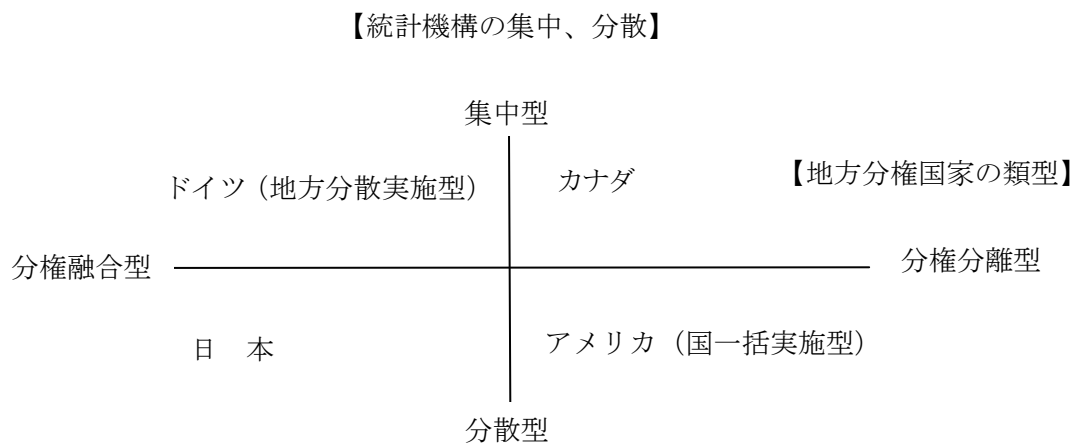 【統計機構の集中、分散】
集中型
ドイツ（地方分散実施型）
カナダ
【地方分権国家の類型】
分権融合型
分権分離型
日　本
アメリカ（国一括実施型）
分散型